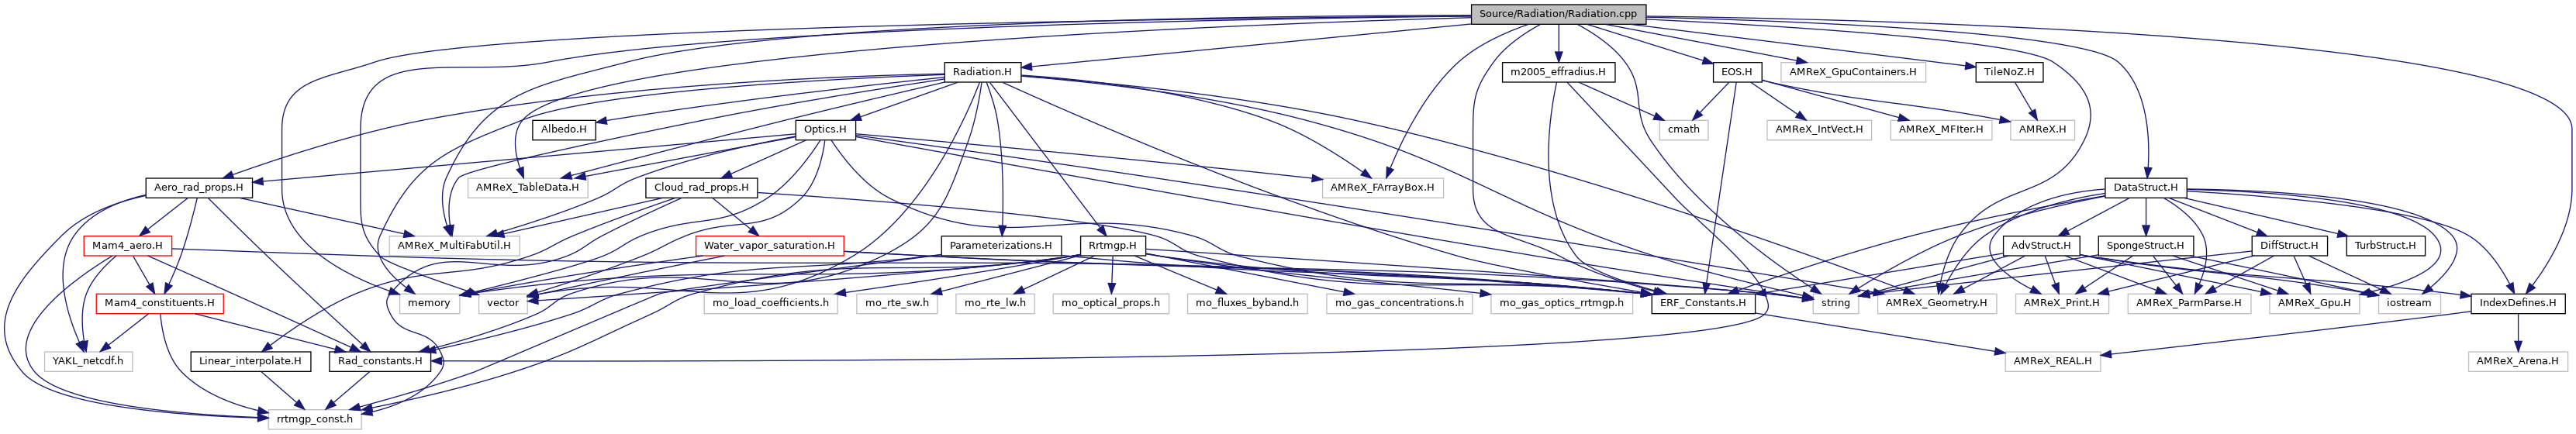 Source/Radiation/Radiation.cpp
Radiation.H
m2005_effradius.H
EOS.H
AMReX_GpuContainers.H
TileNoZ.H
Albedo.H
Optics.H
cmath
AMReX_IntVect.H
AMReX_MFIter.H
AMReX.H
Aero_rad_props.H
AMReX_TableData.H
Cloud_rad_props.H
AMReX_FArrayBox.H
DataStruct.H
Mam4_aero.H
AMReX_MultiFabUtil.H
Water_vapor_saturation.H
Parameterizations.H
Rrtmgp.H
AdvStruct.H
SpongeStruct.H
DiffStruct.H
TurbStruct.H
Mam4_constituents.H
memory
vector
mo_load_coefficients.h
mo_rte_sw.h
mo_rte_lw.h
mo_optical_props.h
mo_fluxes_byband.h
mo_gas_concentrations.h
mo_gas_optics_rrtmgp.h
ERF_Constants.H
string
AMReX_Geometry.H
AMReX_Print.H
AMReX_ParmParse.H
AMReX_Gpu.H
iostream
IndexDefines.H
YAKL_netcdf.h
Linear_interpolate.H
Rad_constants.H
AMReX_REAL.H
AMReX_Arena.H
rrtmgp_const.h